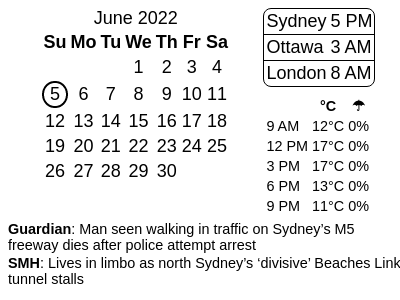 June 2022
Su Mo Tu We Th Fr Sa
1 2 3 4
5 6 7 8 9 10 11
12 13 14 15 16 17 18
19 20 21 22 23 24 25
26 27 28 29 30
Sydney 5 PM
Ottawa 3 AM
London 8 AM
°C ☂
9 AM 12°C 0%
12 PM 17°C 0%
3 PM 17°C 0%
6 PM 13°C 0%
9 PM 11°C 0%
Guardian: Man seen walking in traffic on Sydney’s M5
freeway dies after police attempt arrest
SMH: Lives in limbo as north Sydney’s ‘divisive’ Beaches Link
tunnel stalls